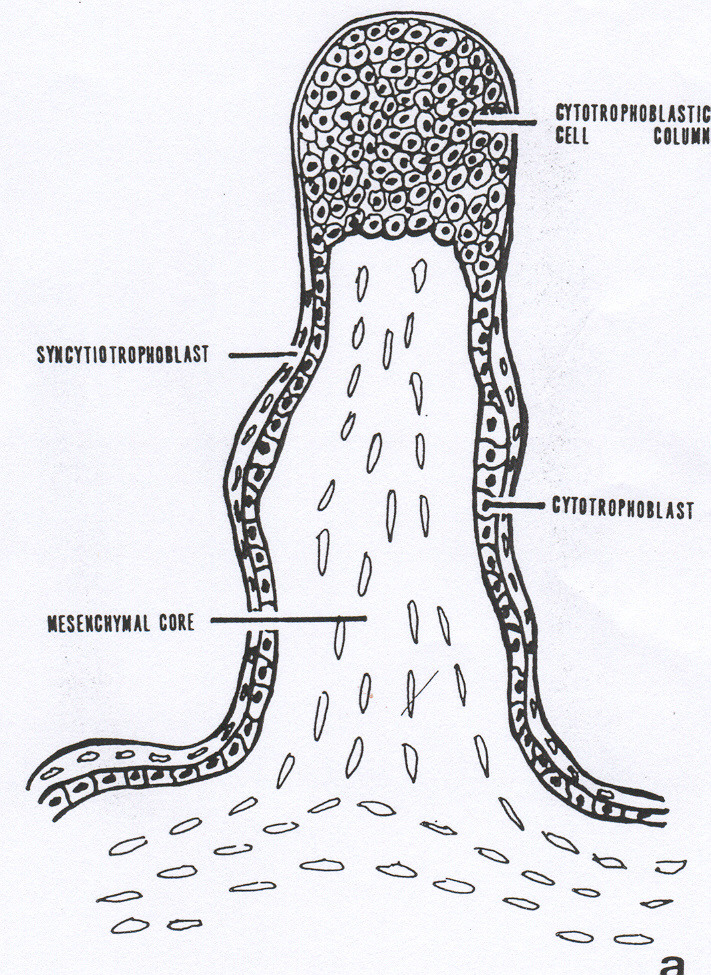 CYTOTROPHOBLASTIC
CELL COLUMN
SYNCYTIOTROPHOBLAST
CYTOTROPHOBLAST
MESENCHYMAL CORE
a